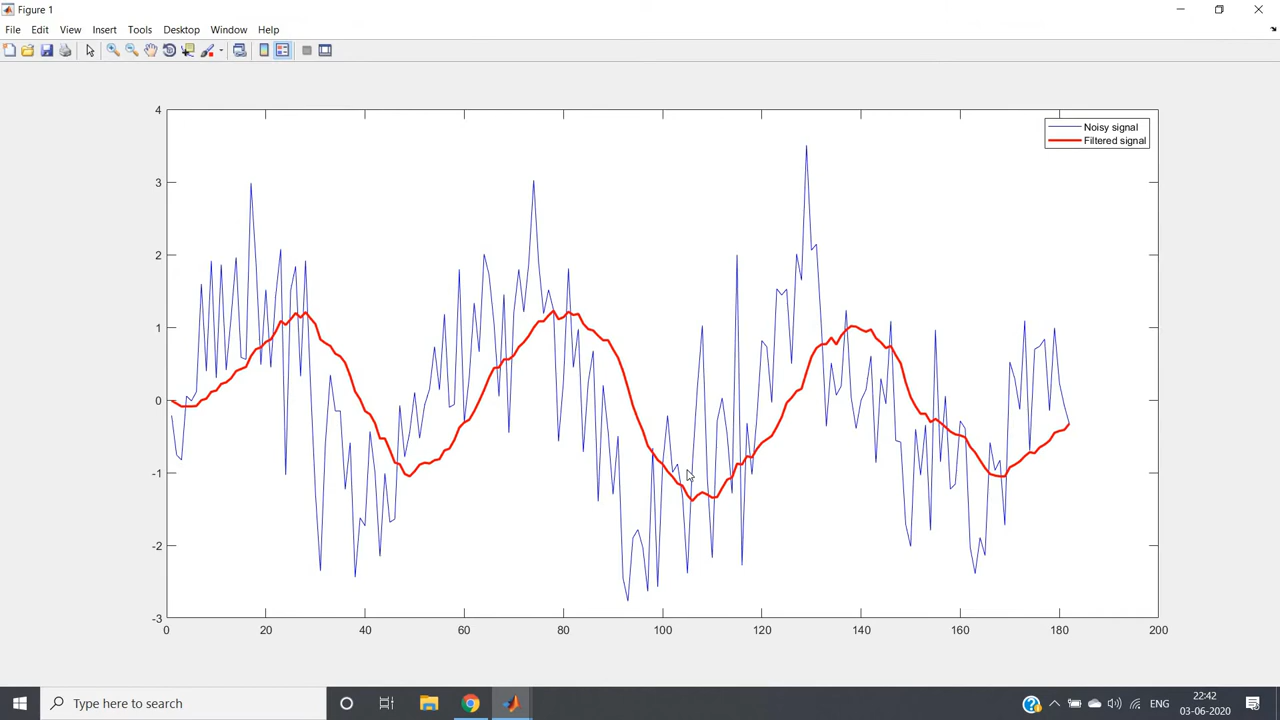 Figure 1
File Edit View Insert Tools Desktop Window Help
4
3
2
1
0
-1
-2
-3
0 20 40 60 80 100 120 140 160 180 200
Noisy signal
Filtered signal
Type here to search
ENG
22:42
03-06-2020